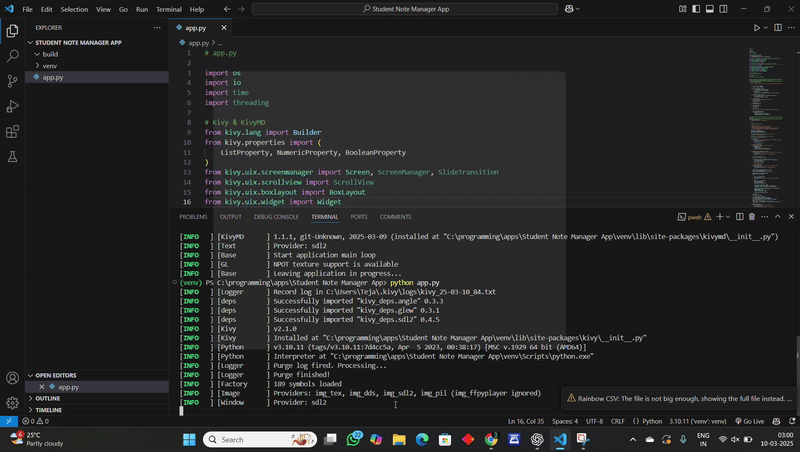 File Edit Selection View Go Run Terminal Help
Student Note Manager App
EXPLORER
STUDENT NOTE MANAGER APP
build
venv
app.py
OPEN EDITORS
app.py
OUTLINE
TIMELINE
app.py
app.py > ...
1 # app.py
2
3 import os
4 import io
5 import time
6 import threading
7
8 # Kivy & KivyMD
9 from kivy.lang import Builder
10 from kivy.properties import (
11 ListProperty, NumericProperty, BooleanProperty
12 )
13 from kivy.uix.screenmanager import Screen, ScreenManager, SlideTransition
14 from kivy.uix.scrollview import ScrollView
15 from kivy.uix.boxlayout import BoxLayout
16 from kivy.uix.widget import Widget
PROBLEMS OUTPUT DEBUG CONSOLE TERMINAL PORTS COMMENTS
pwsh
[INFO ] [KivyMD ] 1.1.1, git-Unknown, 2025-03-09 (installed at "C:\programming\apps\Student Note Manager App\venv\lib\site-packages\kivymd\__init__.py")
[INFO ] [Text ] Provider: sdl2
[INFO ] [Base ] Start application main loop
[INFO ] [GL ] NPOT texture support is available
[INFO ] [Base ] Leaving application in progress...
(venv) PS C:\programming\apps\Student Note Manager App> python app.py
[INFO ] [Logger ] Record log in C:\Users\Teja\.kivy\logs\kivy_25-03-10_84.txt
[INFO ] [deps ] Successfully imported "kivy_deps.angle" 0.3.3
[INFO ] [deps ] Successfully imported "kivy_deps.glew" 0.3.1
[INFO ] [deps ] Successfully imported "kivy_deps.sdl2" 0.4.5
[INFO ] [Kivy ] v2.1.0
[INFO ] [Kivy ] Installed at "C:\programming\apps\Student Note Manager App\venv\lib\site-packages\kivy\__init__.py"
[INFO ] [Python ] v3.10.11 (tags/v3.10.11:7d4cc5a, Apr 5 2023, 00:38:17) [MSC v.1929 64 bit (AMD64)]
[INFO ] [Python ] Interpreter at "C:\programming\apps\Student Note Manager App\venv\Scripts\python.exe"
[INFO ] [Logger ] Purge log fired. Processing...
[INFO ] [Logger ] Purge finished!
[INFO ] [Factory ] 189 symbols loaded
[INFO ] [Image ] Providers: img_tex, img_dds, img_sdl2, img_pil (img_ffpyplayer ignored)
[INFO ] [Window ] Provider: sdl2
Rainbow CSV: The file is not big enough, showing the full file instead. ...
0 0
Ln 16, Col 35 Spaces: 4 UTF-8 CRLF Python 3.10.11 ('venv': venv) Go Live
25°C
Partly cloudy
Search
ENG
IN
03:00
10-03-2025